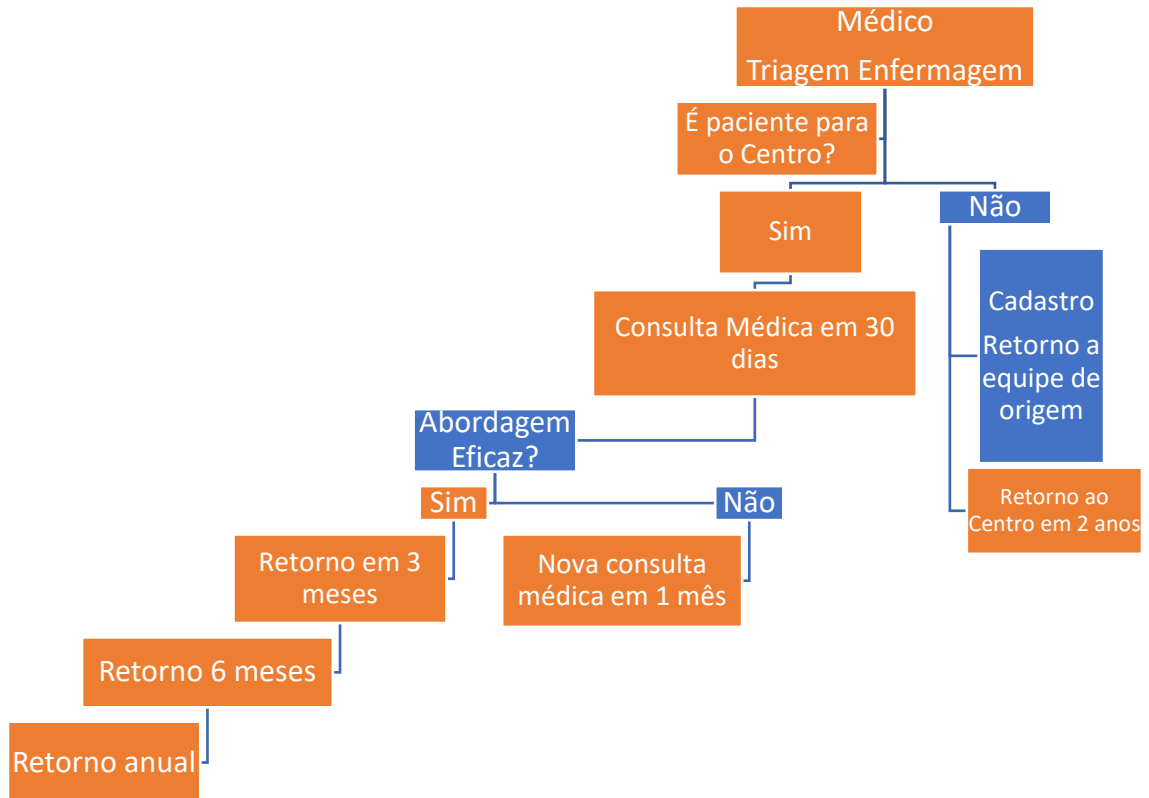 Médico
Triagem Enfermagem
É paciente para
o Centro?
Sim
Não
Consulta Médica em 30
dias
Cadastro
Retorno a
equipe de
origem
Abordagem
Eficaz?
Retorno ao
Centro em 2 anos
Sim
Não
Retorno em 3
meses
Nova consulta
médica em 1 mês
Retorno 6 meses
Retorno anual